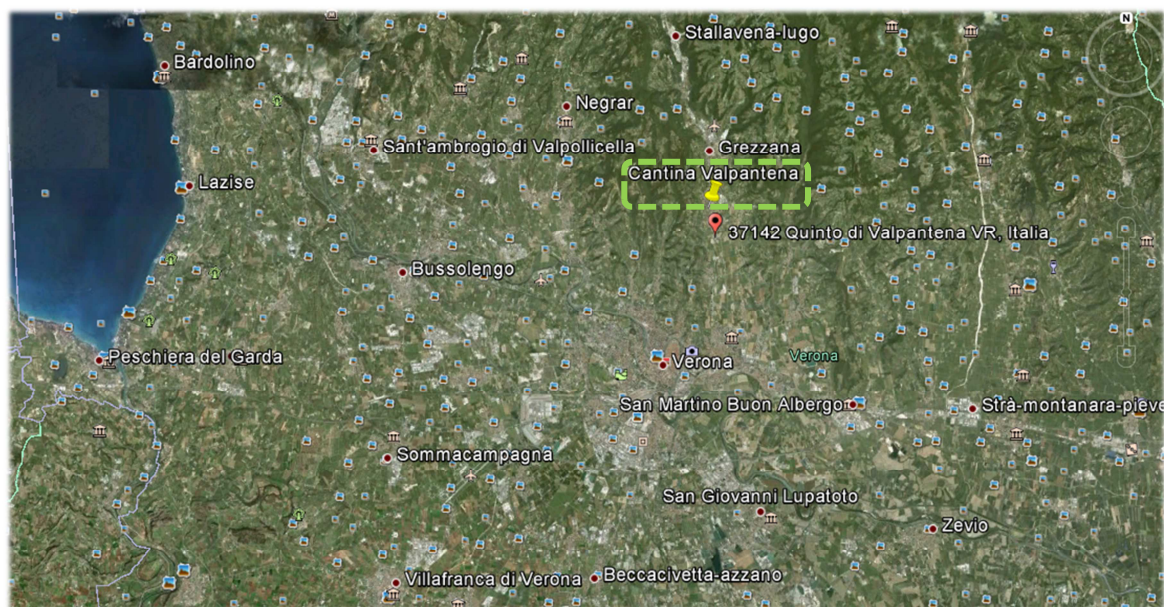 N
Stallavena-lugo
Bardolino
Negrar
Sant'ambrogio di Valpollicella
Grezzana
Cantina Valpantena
Lazise
37142 Quinto di Valpantena VR, Italia
Bussolengo
Peschiera del Garda
Verona
Verona
San Martino Buon Albergo
Strà-montanara-pieve
Sommacampagna
San Giovanni Lupatoto
Zevio
Villafranca di Verona
Beccacivetta-azzano